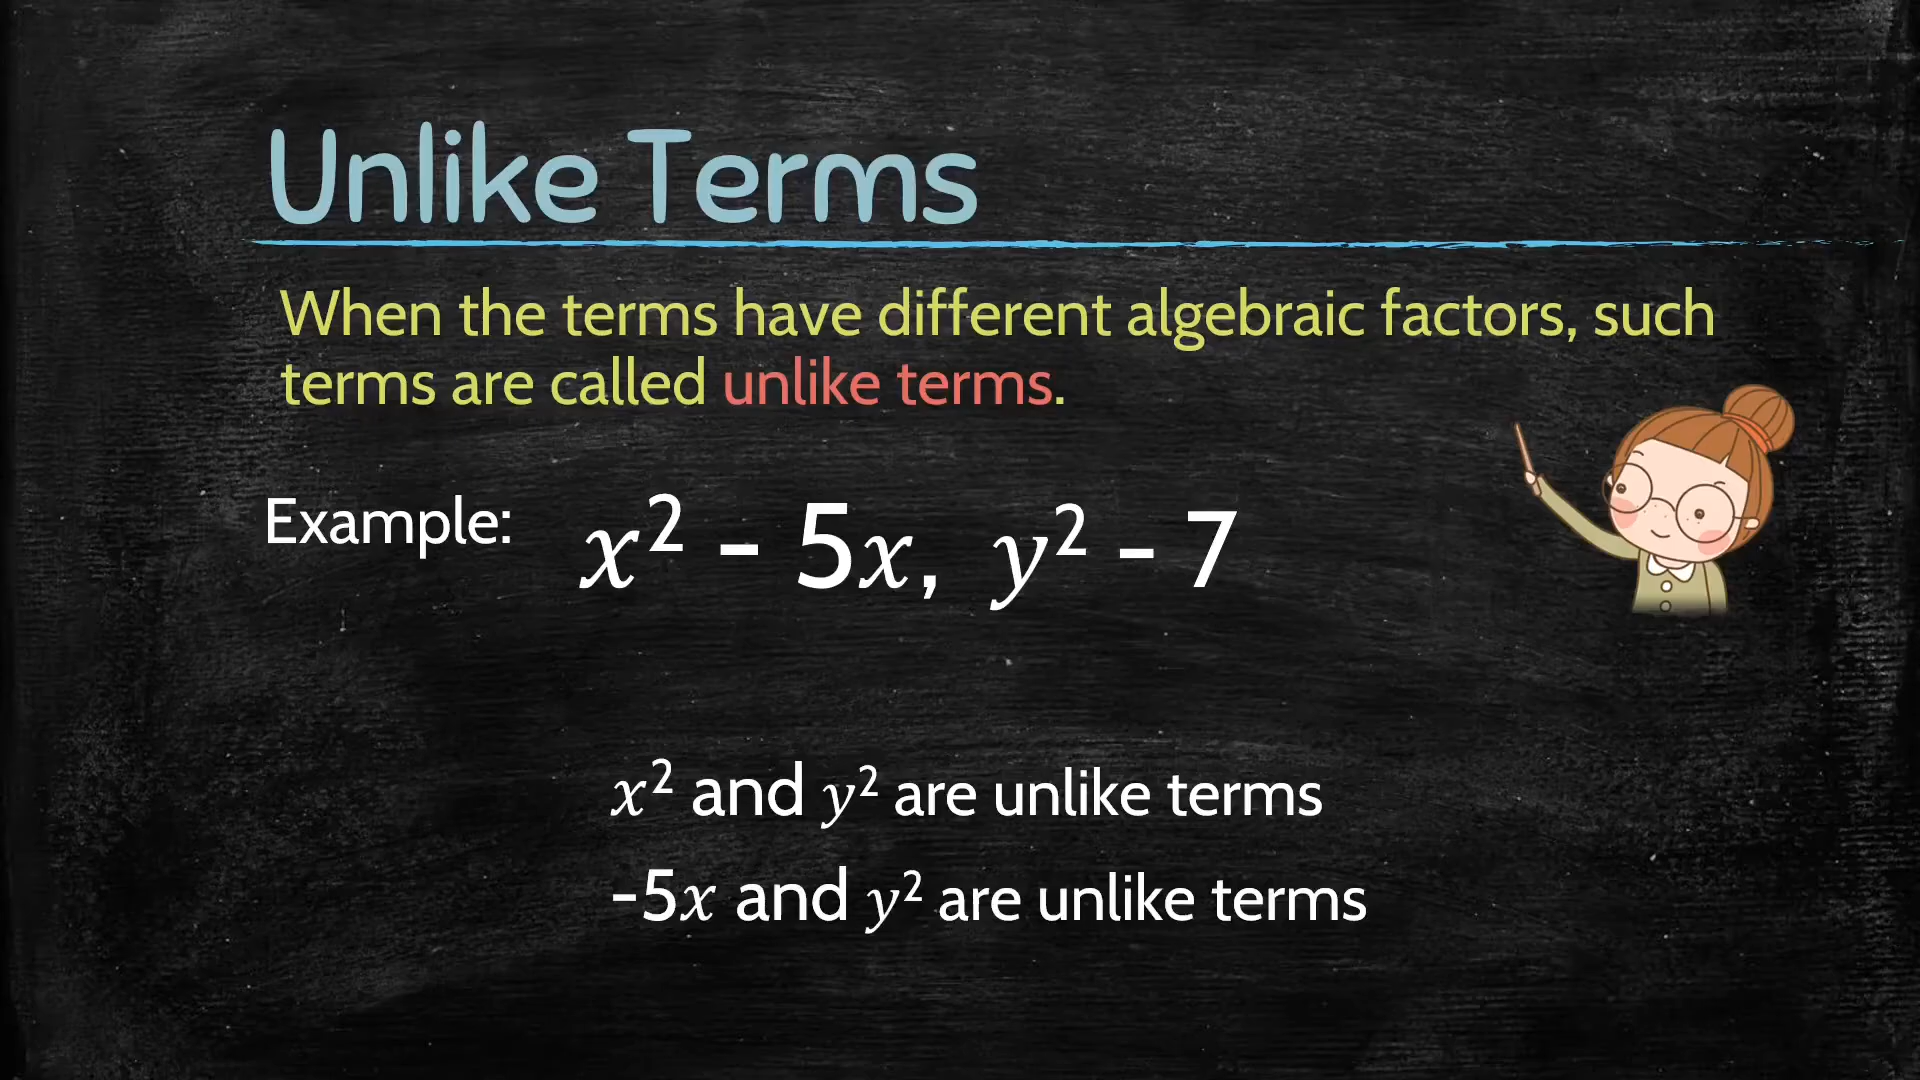 Unlike Terms
When the terms have different algebraic factors, such
terms are called unlike terms.
Example: x² - 5x, y² - 7
x² and y² are unlike terms
-5x and y² are unlike terms